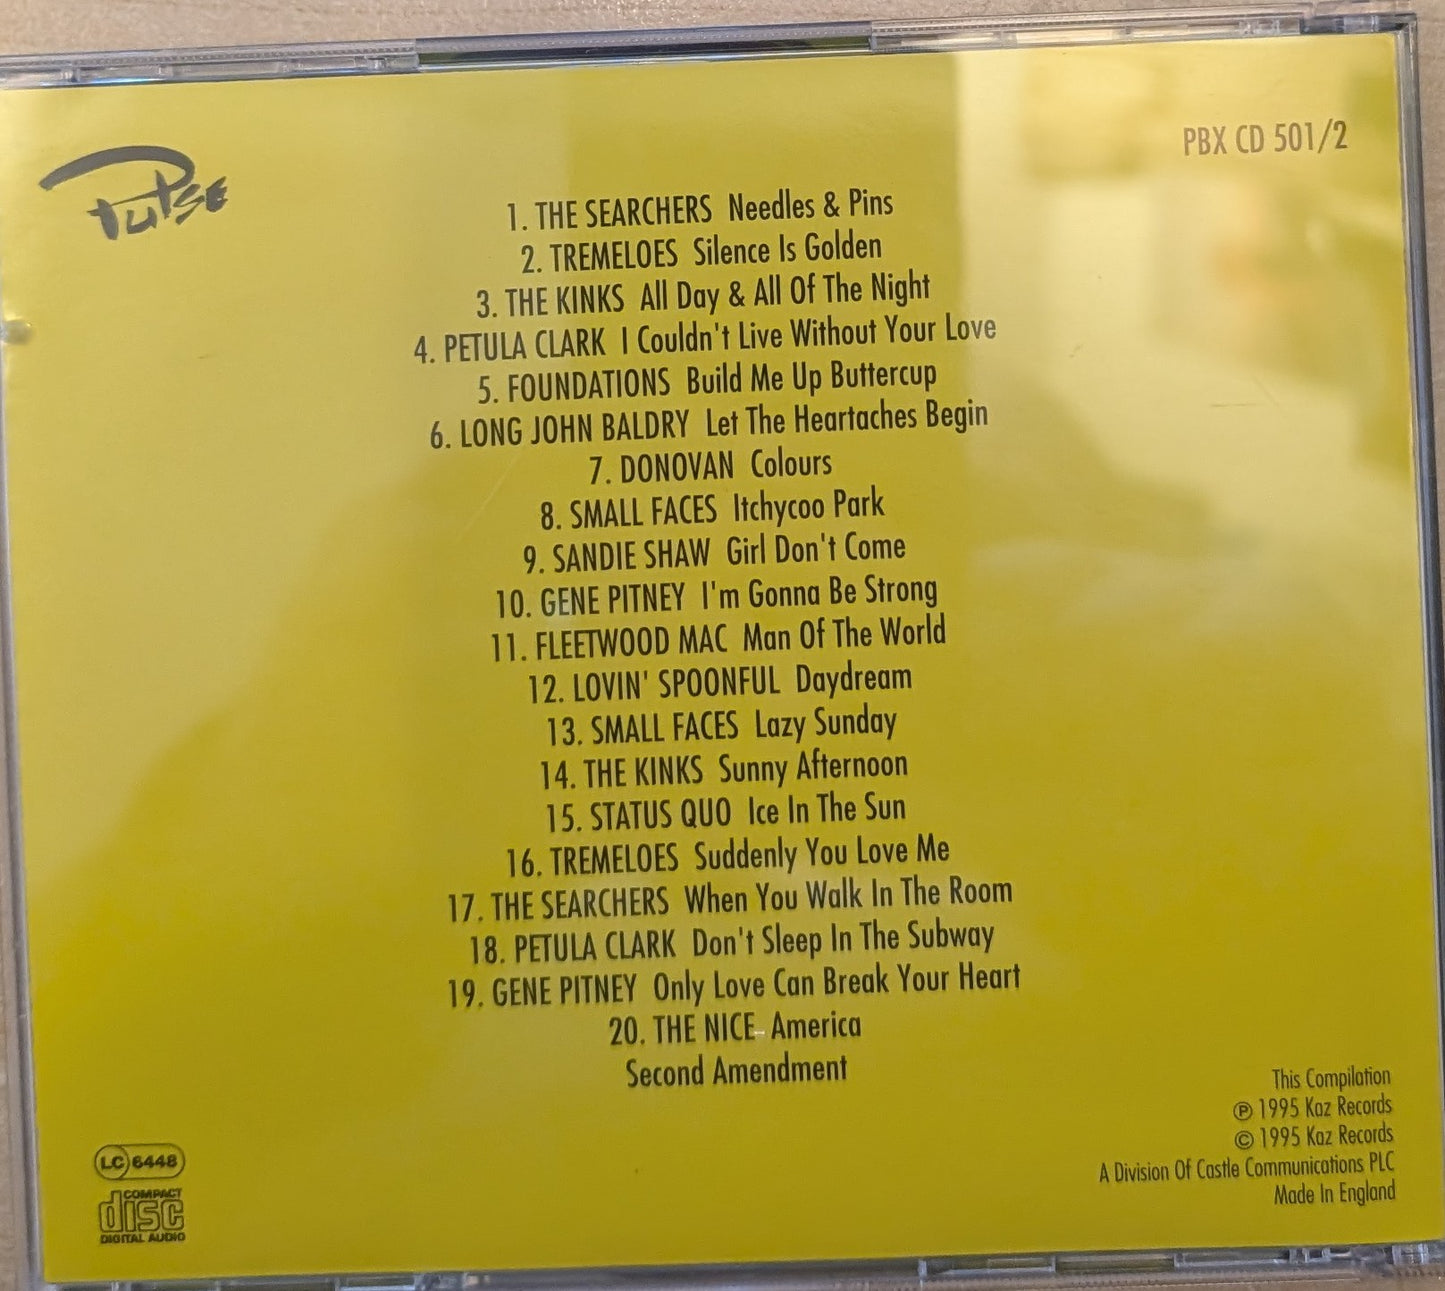 Pulse
PBX CD 501/2
1. THE SEARCHERS Needles & Pins
2. TREMELOES Silence Is Golden
3. THE KINKS All Day & All Of The Night
4. PETULA CLARK I Couldn't Live Without Your Love
5. FOUNDATIONS Build Me Up Buttercup
6. LONG JOHN BALDRY Let The Heartaches Begin
7. DONOVAN Colours
8. SMALL FACES Itchycoo Park
9. SANDIE SHAW Girl Don't Come
10. GENE PITNEY I'm Gonna Be Strong
11. FLEETWOOD MAC Man Of The World
12. LOVIN' SPOONFUL Daydream
13. SMALL FACES Lazy Sunday
14. THE KINKS Sunny Afternoon
15. STATUS QUO Ice In The Sun
16. TREMELOES Suddenly You Love Me
17. THE SEARCHERS When You Walk In The Room
18. PETULA CLARK Don't Sleep In The Subway
19. GENE PITNEY Only Love Can Break Your Heart
20. THE NICE America
Second Amendment
This Compilation
℗ 1995 Kaz Records
© 1995 Kaz Records
A Division Of Castle Communications PLC
Made In England
LC 6448
COMPACT
disc
DIGITAL AUDIO